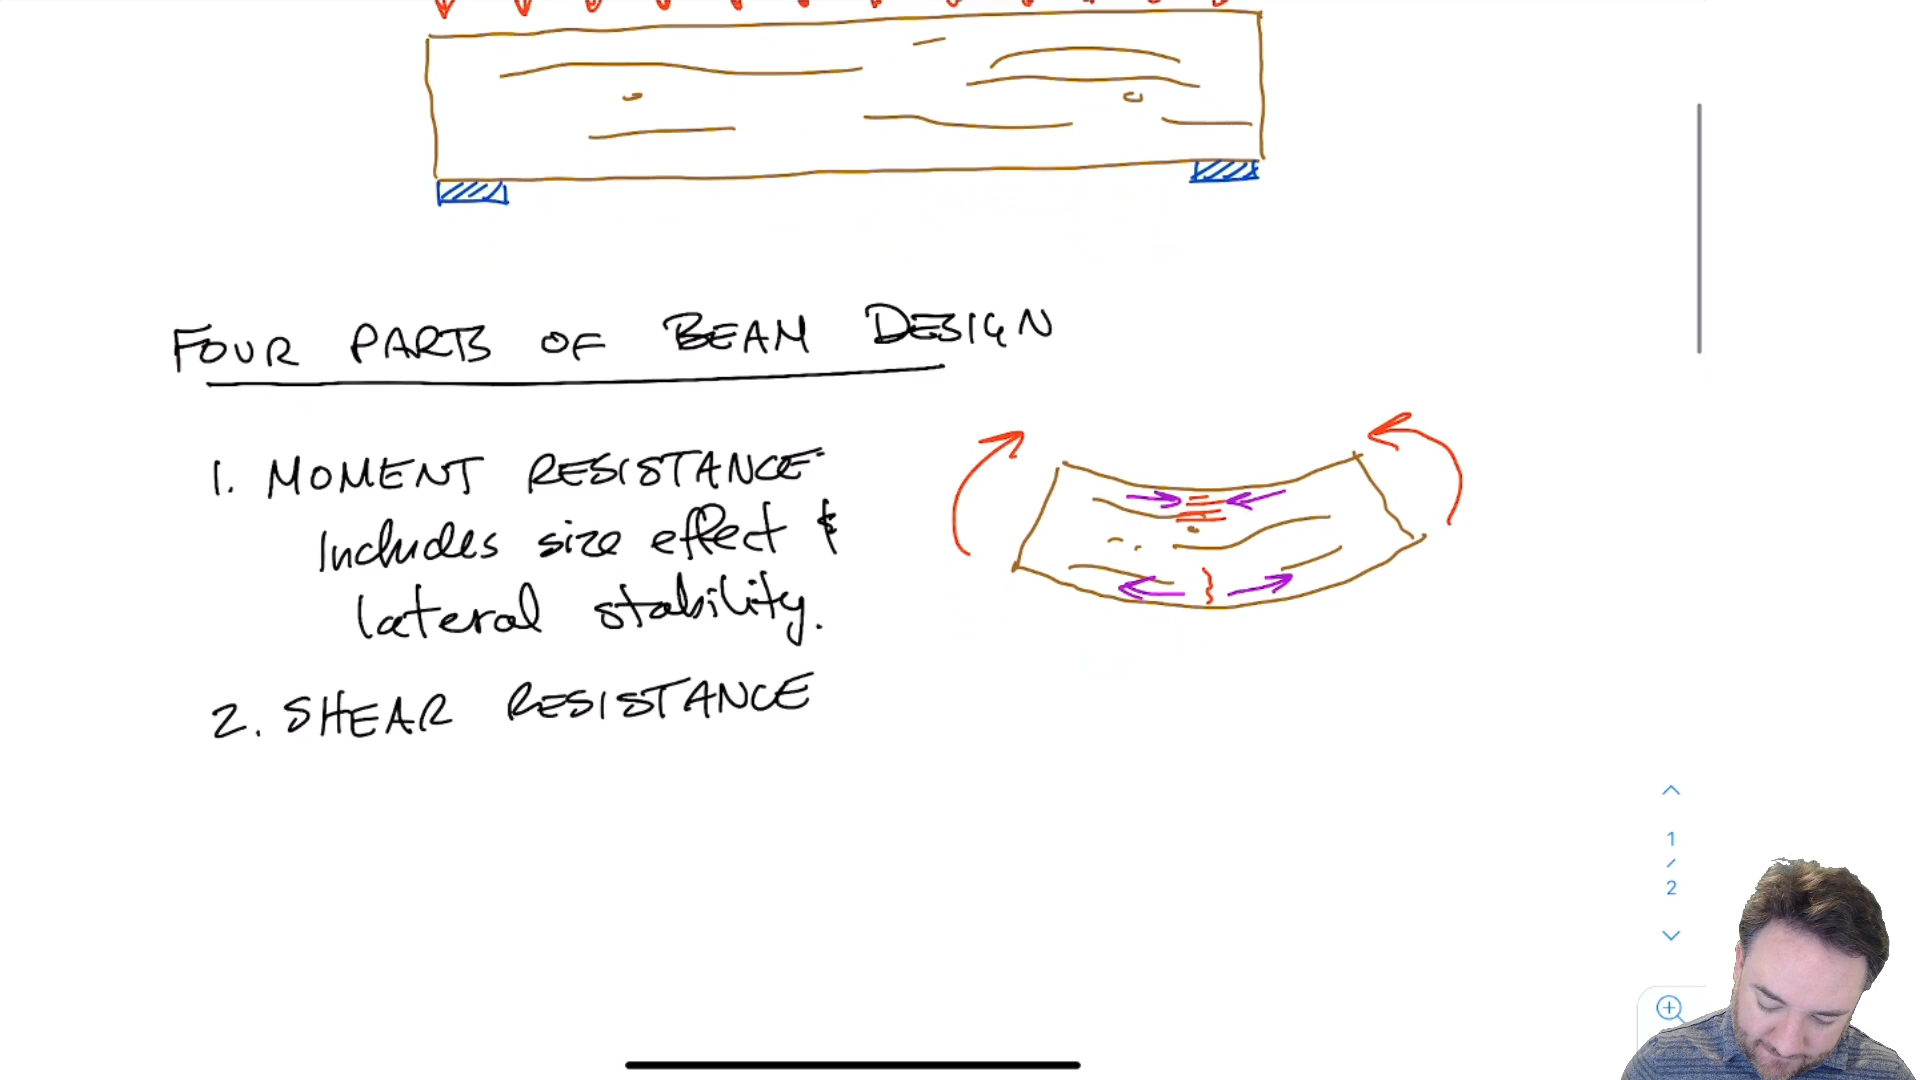 FOUR PARTS OF BEAM DESIGN
1. MOMENT RESISTANCE
Includes size effect &
lateral stability.
2. SHEAR RESISTANCE
1
/
2